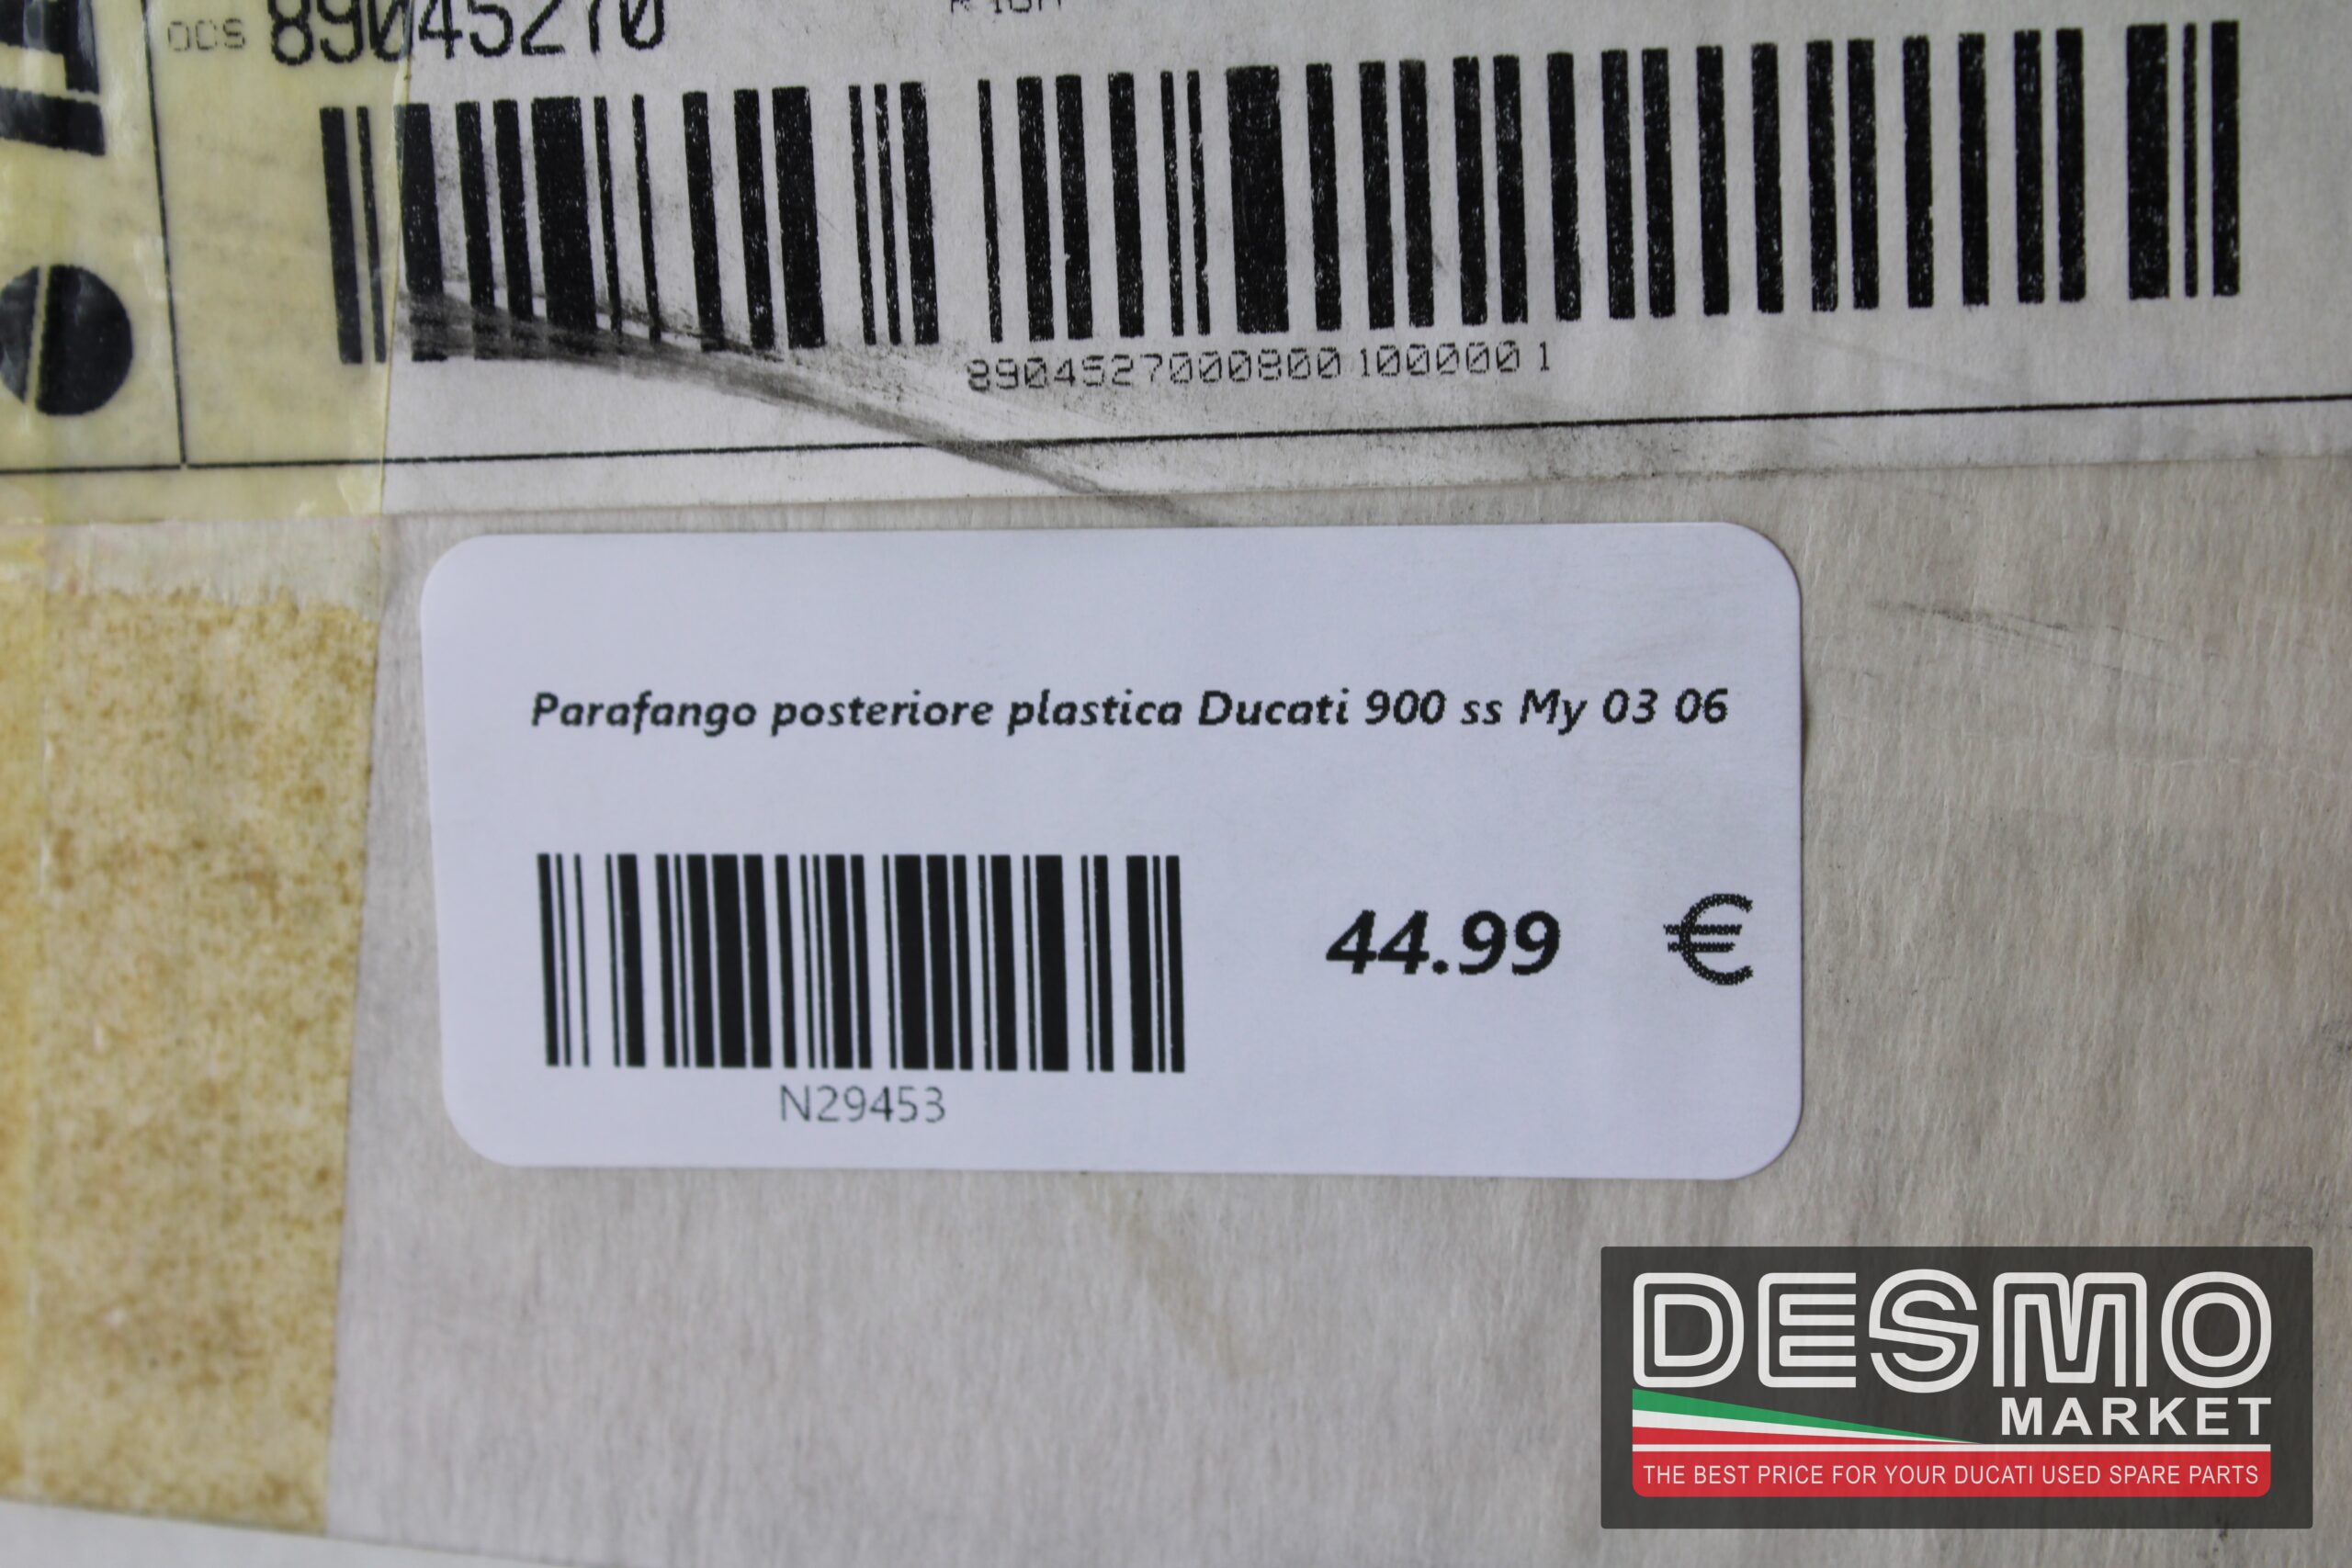 OCS 89045270
8904527000800 100000 1
Parafango posteriore plastica Ducati 900 ss My 03 06
44.99 €
N29453
DESMO
MARKET
THE BEST PRICE FOR YOUR DUCATI USED SPARE PARTS